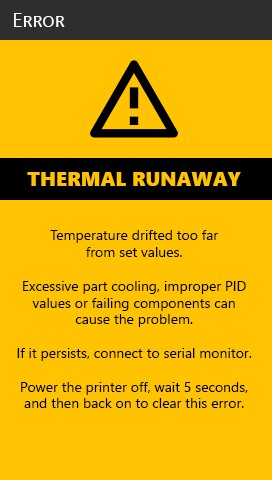 Error
THERMAL RUNAWAY
Temperature drifted too far
from set values.
Excessive part cooling, improper PID
values or failing components can
cause the problem.
If it persists, connect to serial monitor.
Power the printer off, wait 5 seconds,
and then back on to clear this error.